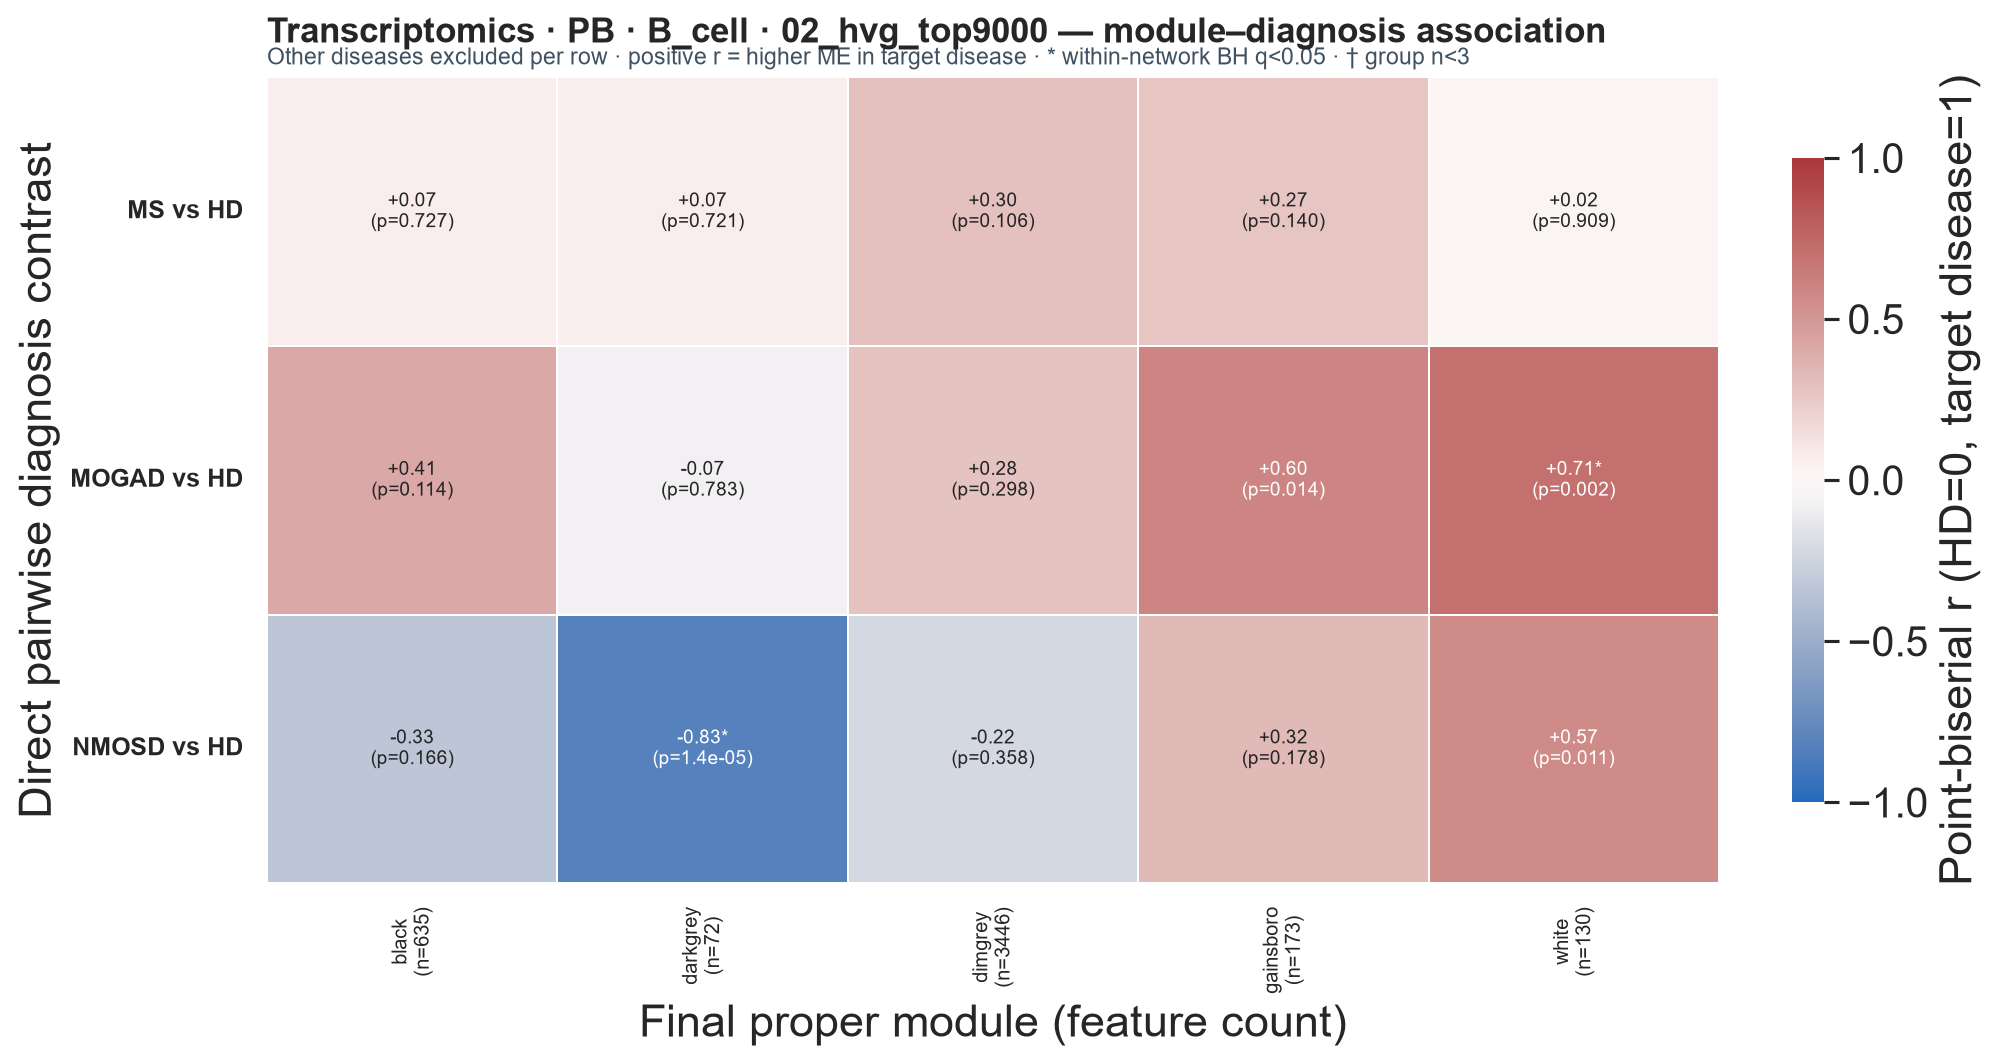 Transcriptomics · PB · B_cell · 02_hvg_top9000 — module–diagnosis association
Other diseases excluded per row · positive r = higher ME in target disease · * within-network BH q<0.05 · † group n<3
Direct pairwise diagnosis contrast
MS vs HD
+0.07
(p=0.727)
+0.07
(p=0.721)
+0.30
(p=0.106)
+0.27
(p=0.140)
+0.02
(p=0.909)
MOGAD vs HD
+0.41
(p=0.114)
-0.07
(p=0.783)
+0.28
(p=0.298)
+0.60
(p=0.014)
+0.71*
(p=0.002)
NMOSD vs HD
-0.33
(p=0.166)
-0.83*
(p=1.4e-05)
-0.22
(p=0.358)
+0.32
(p=0.178)
+0.57
(p=0.011)
black
(n=635)
darkgrey
(n=72)
dimgrey
(n=3446)
gainsboro
(n=173)
white
(n=130)
Final proper module (feature count)
1.0
0.5
0.0
−0.5
−1.0
Point-biserial r (HD=0, target disease=1)